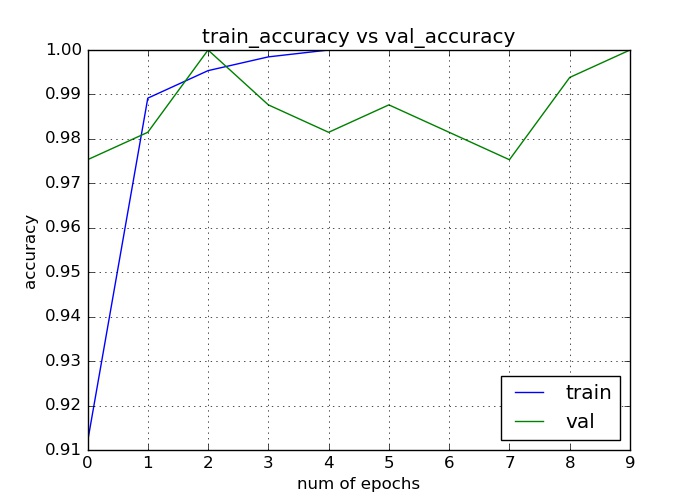 train_accuracy vs val_accuracy
1.00
0.99
0.98
0.97
0.96
0.95
0.94
0.93
0.92
0.91
accuracy
train
val
0 1 2 3 4 5 6 7 8 9
num of epochs